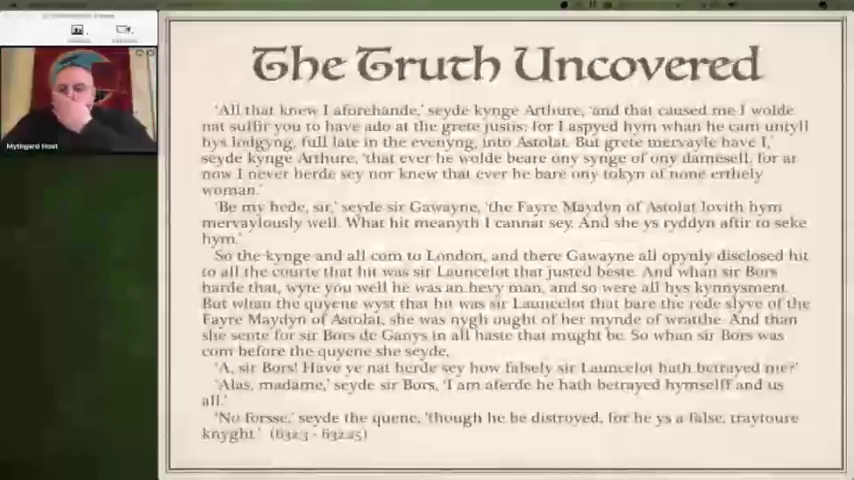 The Truth Uncovered
'All that knew I aforehande,' seyde kynge Arthure, 'and that caused me I wolde
nat suffir you to have ado at the grete justis; for I aspyed hym whan he cam untyll
hys lodgyng, full late in the evenyng, into Astolat. But grete mervayle have I,'
seyde kynge Arthure, 'that ever he wolde beare ony synge of ony damesell, for ar
now I never herde sey nor knew that ever he bare ony tokyn of none erthely
woman.'
'Be my hede, sir,' seyde sir Gawayne, 'the Fayre Maydyn of Astolat lovith hym
mervaylously well. What hit meanyth I cannat sey. And she ys ryddyn aftir to seke
hym.'
So the kynge and all com to London, and there Gawayne all opynly disclosed hit
to all the courte that hit was sir Launcelot that justed beste. And whan sir Bors
harde that, wyte you well he was an hevy man, and so were all hys kynnysment.
But whan the quyene wyst that hit was sir Launcelot that bare the rede slyve of the
Fayre Maydyn of Astolat, she was nygh ought of her mynde of wratthe. And than
she sente for sir Bors de Ganys in all haste that mught be. So whan sir Bors was
com before the quyene she seyde,
'A, sir Bors! Have ye nat herde sey how falsely sir Launcelot hath betrayed me?'
'Alas, madame,' seyde sir Bors, 'I am aferde he hath betrayed hymselff and us
all.'
'No forsse,' seyde the quene, 'though he be distroyed, for he ys a false, traytoure
knyght.' (632.3 - 632.25)
Mythgard Host